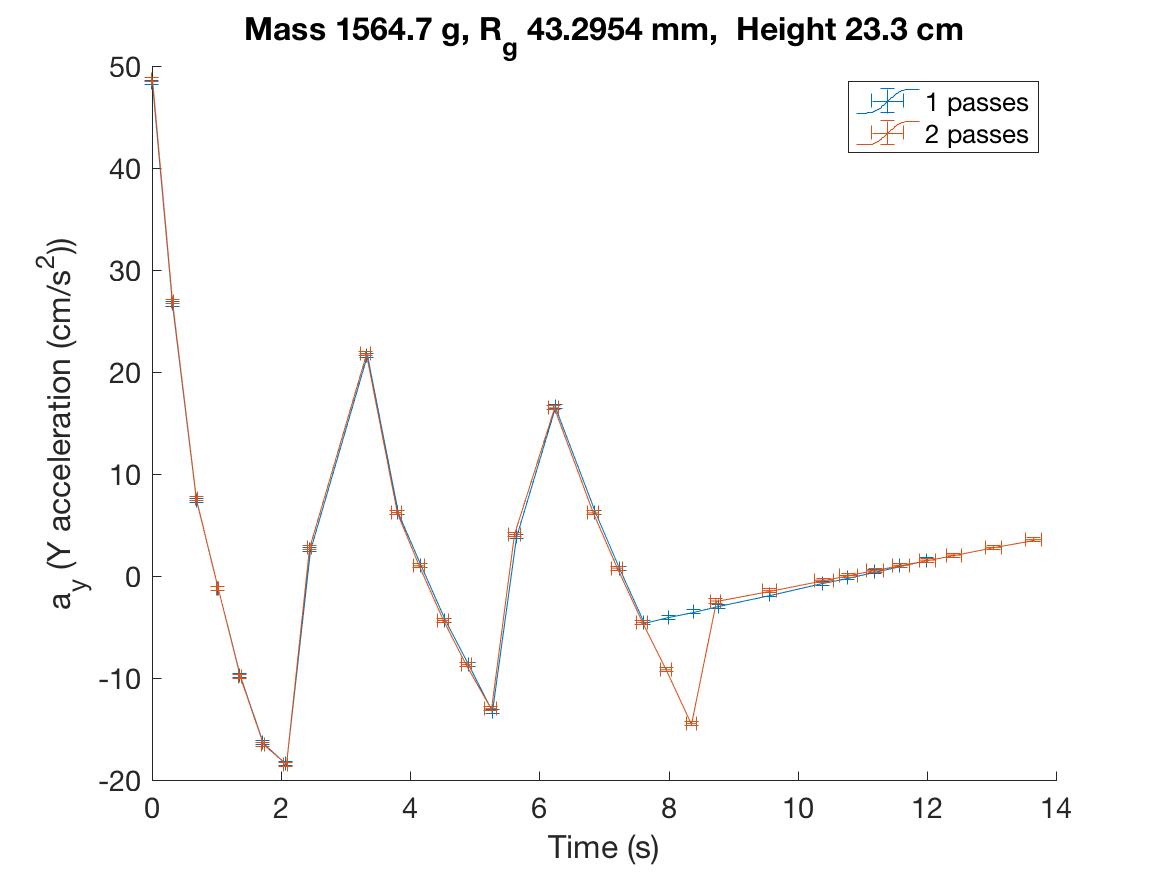 Mass 1564.7 g, Rg 43.2954 mm, Height 23.3 cm
1 passes
2 passes
50
40
30
20
10
0
-10
-20
ay (Y acceleration (cm/s2))
0 2 4 6 8 10 12 14
Time (s)